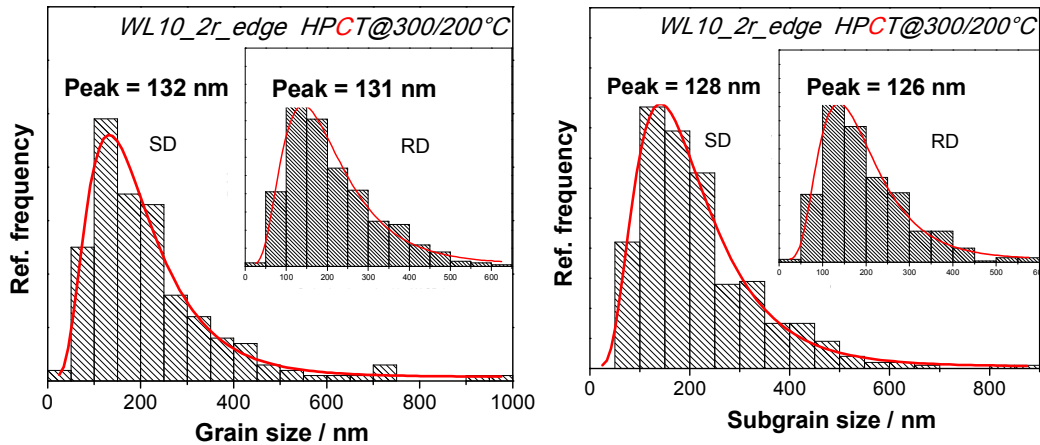 WL10_2r_edge HPCT@300/200°C
Peak = 132 nm
Peak = 131 nm
SD
RD
0 100 200 300 400 500 600
Ref. frequency
0 200 400 600 800 1000
Grain size / nm
WL10_2r_edge HPCT@300/200°C
Peak = 128 nm
Peak = 126 nm
SD
RD
0 100 200 300 400 500 600
Ref. frequency
0 200 400 600 800
Subgrain size / nm